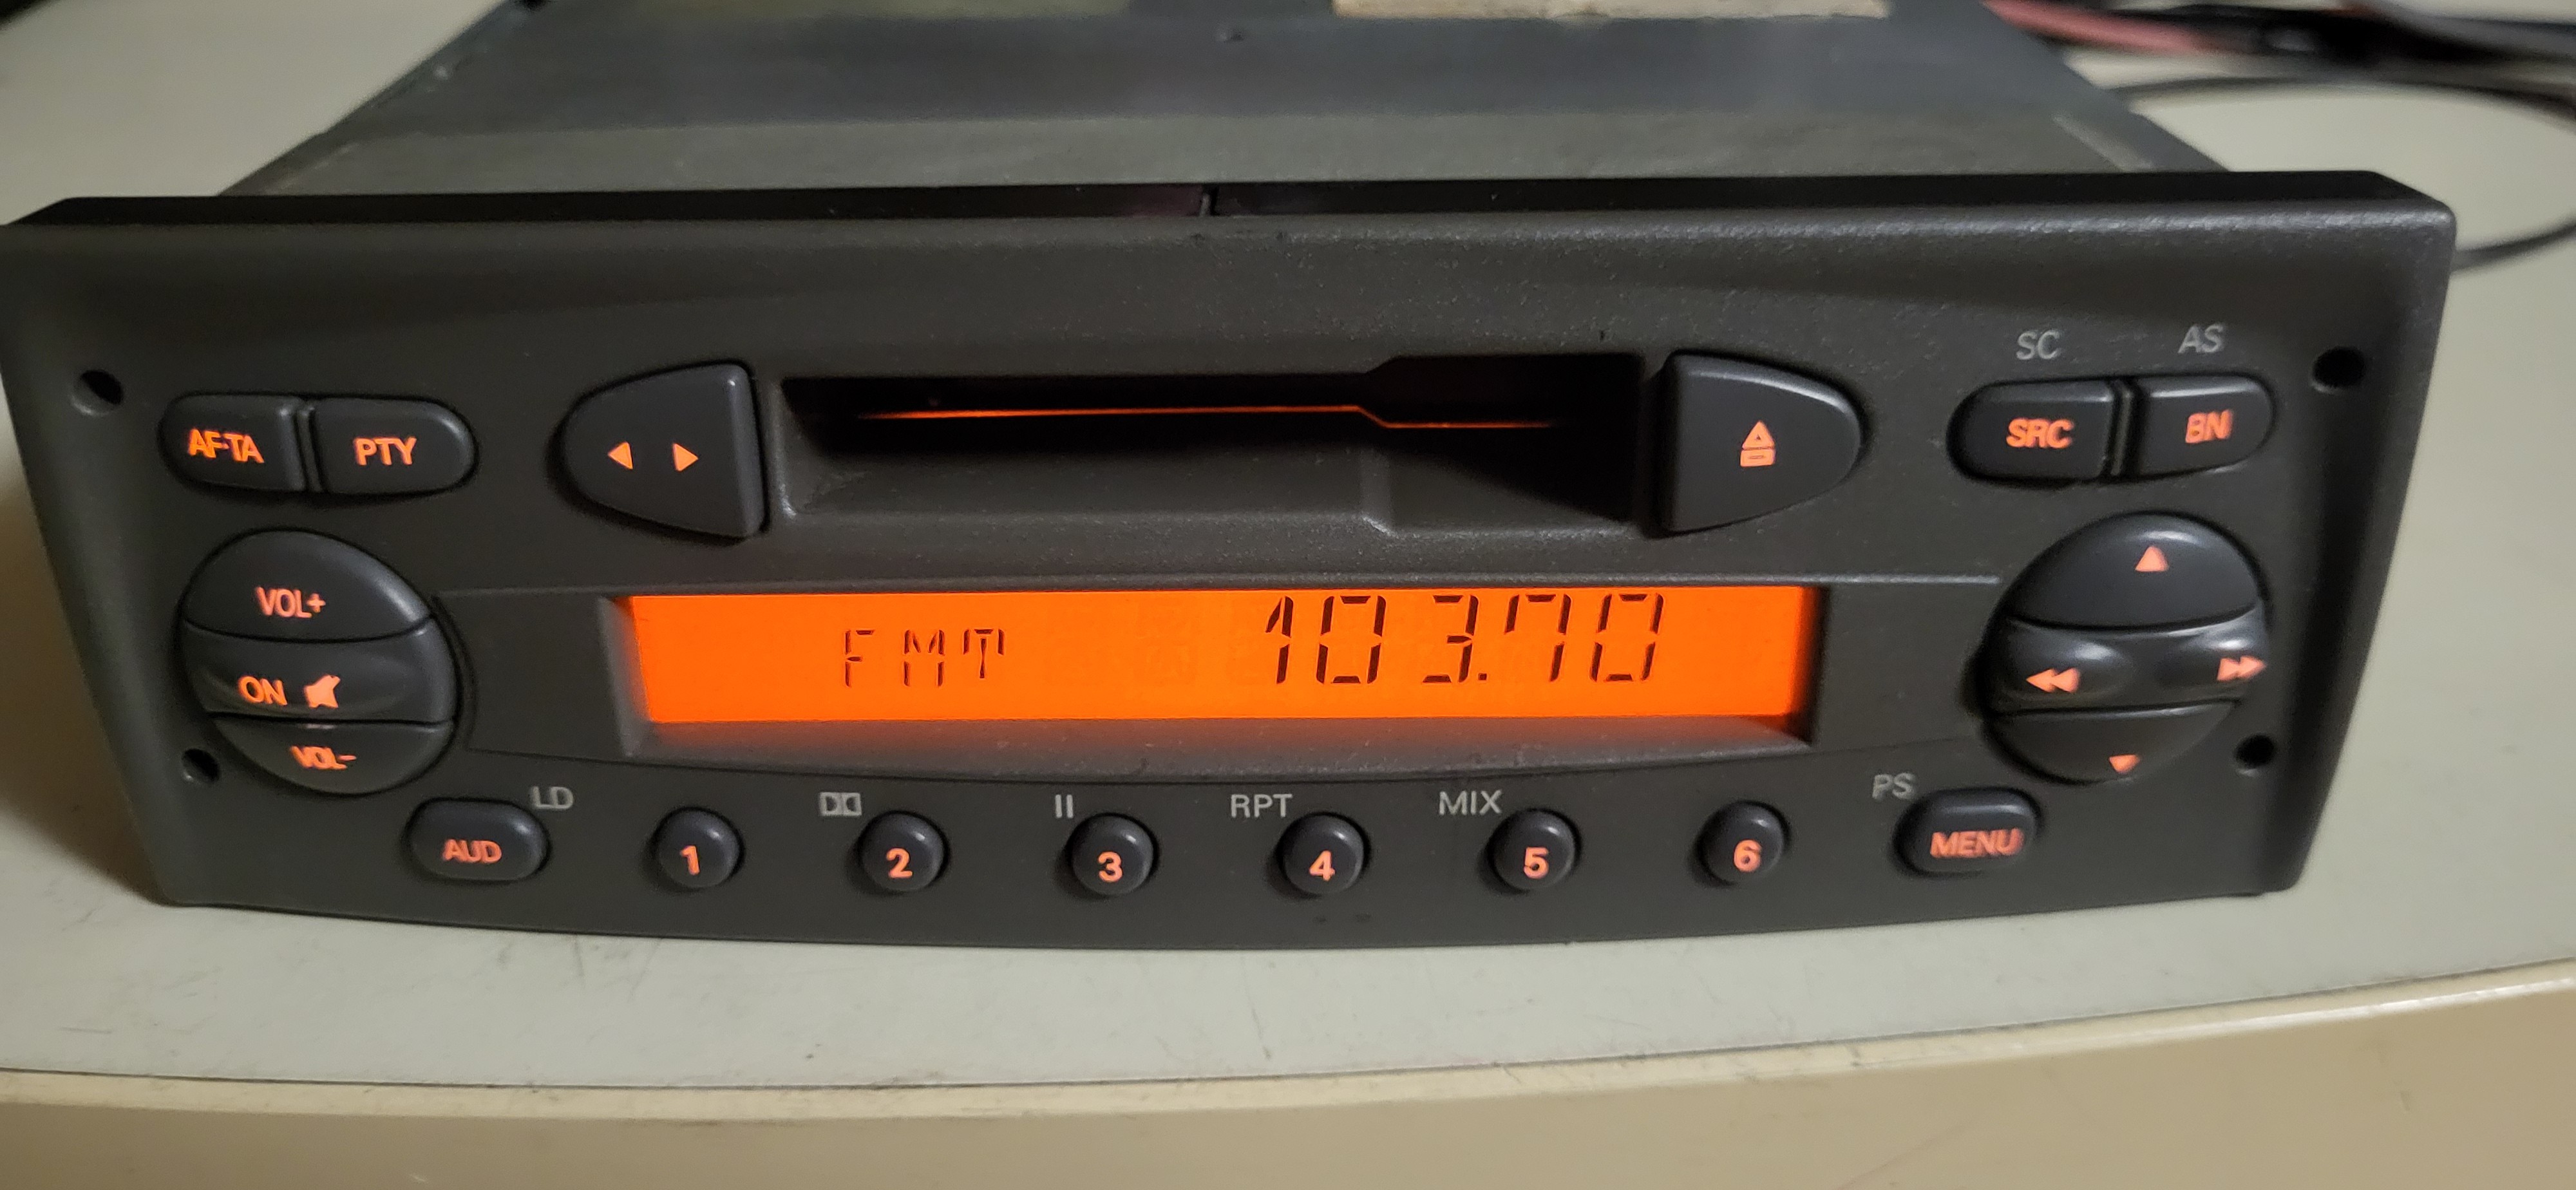 SC AS
AF-TA PTY SRC BN
VOL+
ON
VOL-
FMT 103.70
LD RPT MIX PS
AUD 1 2 3 4 5 6 MENU